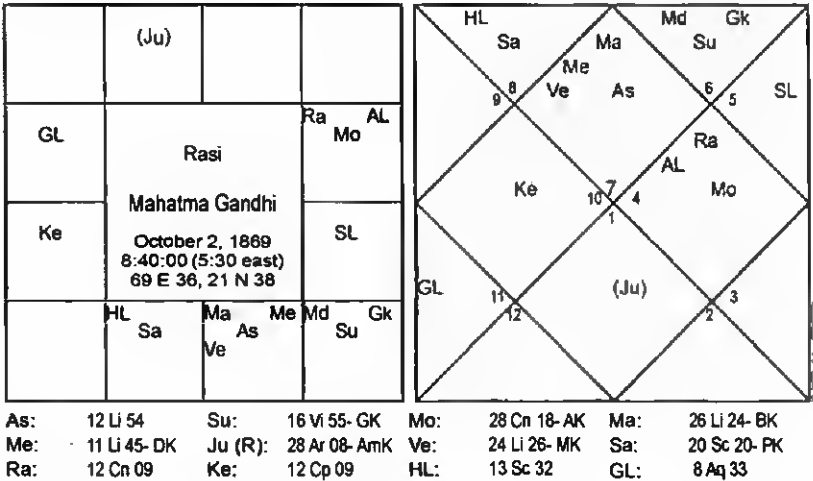 (Ju)
GL
Ra AL
Mo
Rasi
Mahatma Gandhi
October 2, 1869
8:40:00 (5:30 east)
69 E 36, 21 N 38
Ke
SL
HL
Sa
Ma Me
As
Ve
Md Gk
Su
HL
Sa
Ma
Me
Ve As
Md Gk
Su
SL
9 8
6 5
Ra
AL
Mo
Ke
7
10 4
1
GL
(Ju)
11
12
3
2
As: 12 Li 54 Su: 16 Vi 55- GK Mo: 28 Cn 18- AK Ma: 26 Li 24- BK
Me: 11 Li 45- DK Ju (R): 28 Ar 08- AmK Ve: 24 Li 26- MK Sa: 20 Sc 20- PK
Ra: 12 Cn 09 Ke: 12 Cp 09 HL: 13 Sc 32 GL: 8 Aq 33